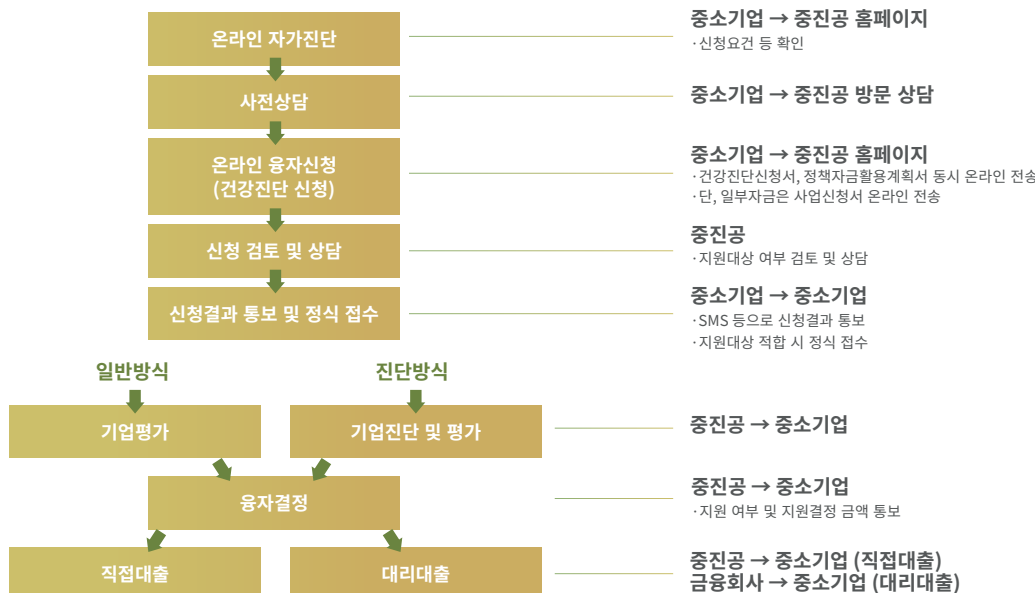 온라인 자가진단
중소기업 → 중진공 홈페이지
·신청요건 등 확인
사전상담
중소기업 → 중진공 방문 상담
온라인 융자신청
(건강진단 신청)
중소기업 → 중진공 홈페이지
·건강진단신청서, 정책자금활용계획서 동시 온라인 전송
·단, 일부자금은 사업신청서 온라인 전송
신청 검토 및 상담
중진공
·지원대상 여부 검토 및 상담
신청결과 통보 및 정식 접수
중소기업 → 중소기업
·SMS 등으로 신청결과 통보
·지원대상 적합 시 정식 접수
일반방식
진단방식
기업평가
기업진단 및 평가
중진공 → 중소기업
융자결정
중진공 → 중소기업
·지원 여부 및 지원결정 금액 통보
직접대출
대리대출
중진공 → 중소기업 (직접대출)
금융회사 → 중소기업 (대리대출)